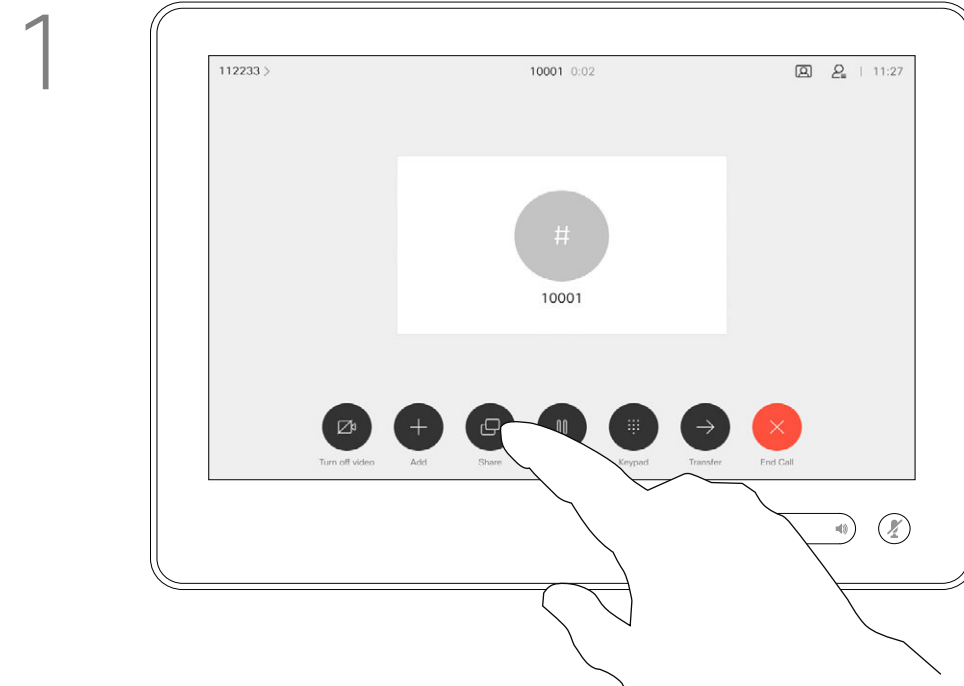 1
112233 >
10001 0:02
11:27
#
10001
Turn off video
Add
Share
Keypad
Transfer
End Call